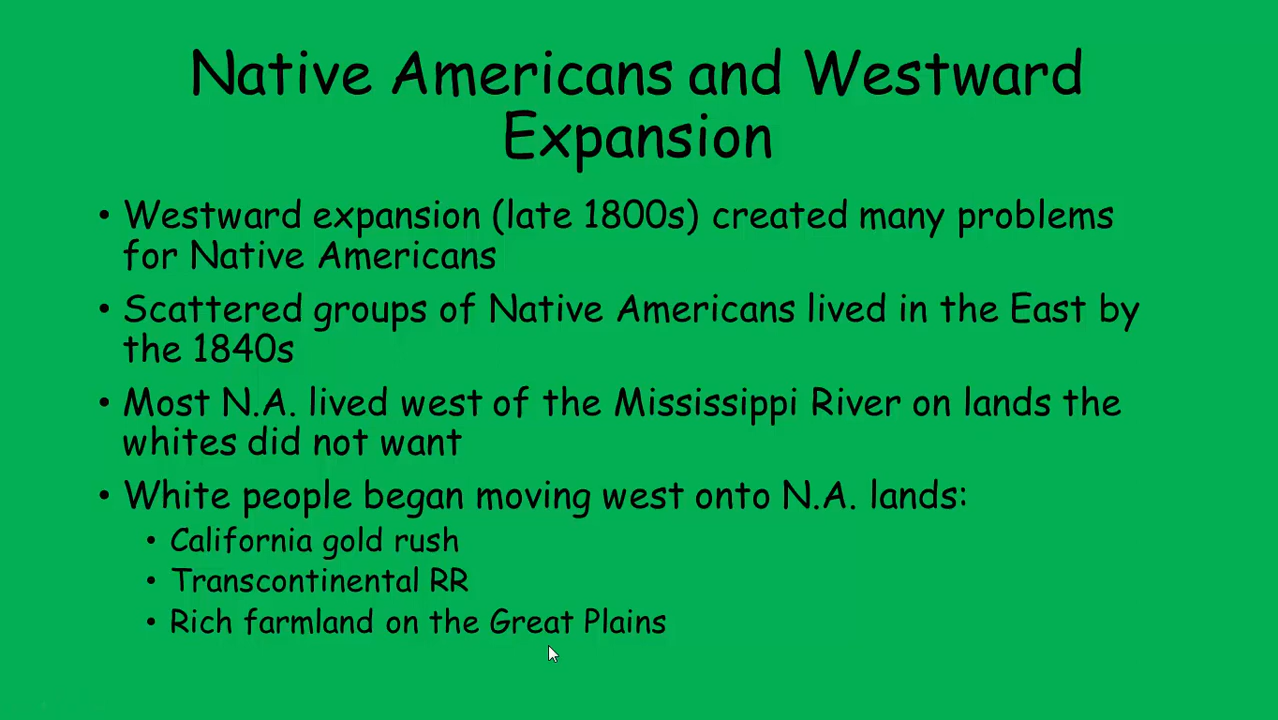 Native Americans and Westward
Expansion
• Westward expansion (late 1800s) created many problems
for Native Americans
• Scattered groups of Native Americans lived in the East by
the 1840s
• Most N.A. lived west of the Mississippi River on lands the
whites did not want
• White people began moving west onto N.A. lands:
• California gold rush
• Transcontinental RR
• Rich farmland on the Great Plains